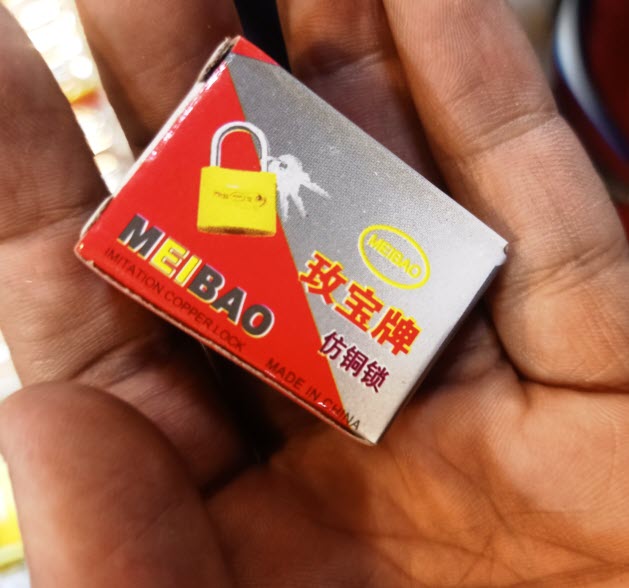 MEIBAO
玫宝牌
仿铜锁
MEIBAO
IMITATION COPPER LOCK
MADE IN CHINA